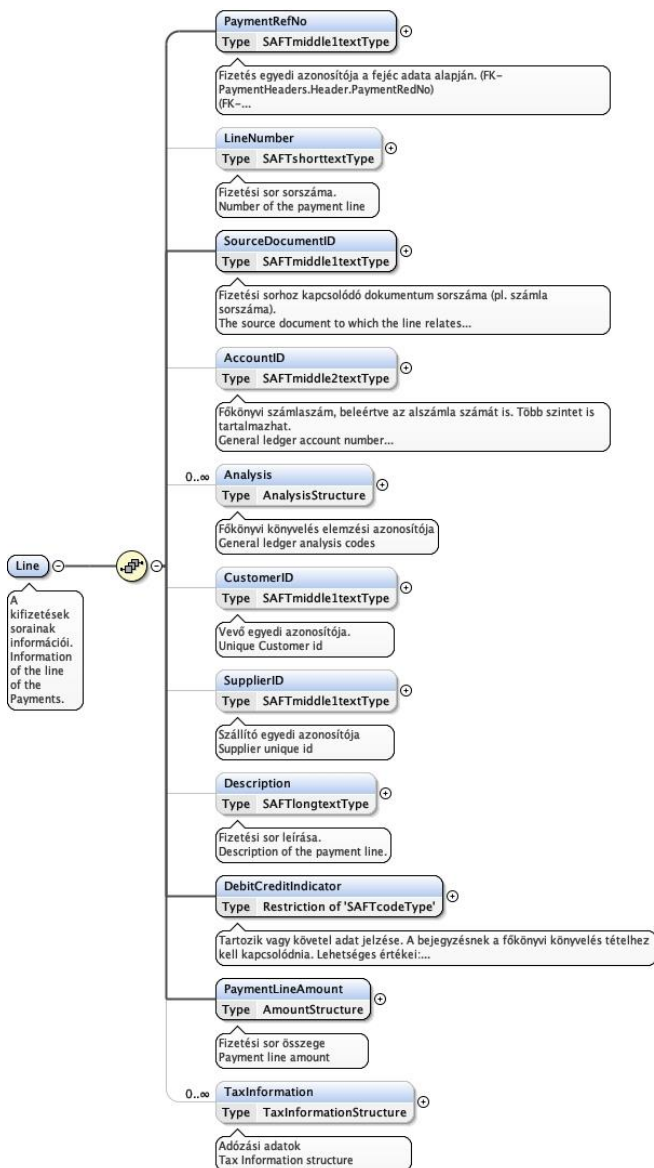 PaymentRefNo
Type SAFTmiddle1textType
Fizetés egyedi azonosítója a fejéc adata alapján. (FK-
PaymentHeaders.Header.PaymentRedNo)
(FK-...
LineNumber
Type SAFTshorttextType
Fizetési sor sorszáma.
Number of the payment line
SourceDocumentID
Type SAFTmiddle1textType
Fizetési sorhoz kapcsolódó dokumentum sorszáma (pl. számla
sorszáma).
The source document to which the line relates...
AccountID
Type SAFTmiddle2textType
Főkönyvi számlaszám, beleértve az alszámla számát is. Több szintet is
tartalmazhat.
General ledger account number...
0..∞
Analysis
Type AnalysisStructure
Főkönyvi könyvelés elemzési azonosítója
General ledger analysis codes
Line
A
kifizetések
sorainak
információi.
Information
of the line
of the
Payments.
CustomerID
Type SAFTmiddle1textType
Vevő egyedi azonosítója.
Unique Customer id
SupplierID
Type SAFTmiddle1textType
Szállító egyedi azonosítója
Supplier unique id
Description
Type SAFTlongtextType
Fizetési sor leírása.
Description of the payment line.
DebitCreditIndicator
Type Restriction of 'SAFTcodeType'
Tartozik vagy követel adat jelzése. A bejegyzésnek a főkönyvi könyvelés tételhez
kell kapcsolódnia. Lehetséges értékei:...
PaymentLineAmount
Type AmountStructure
Fizetési sor összege
Payment line amount
0..∞
TaxInformation
Type TaxInformationStructure
Adózási adatok
Tax Information structure